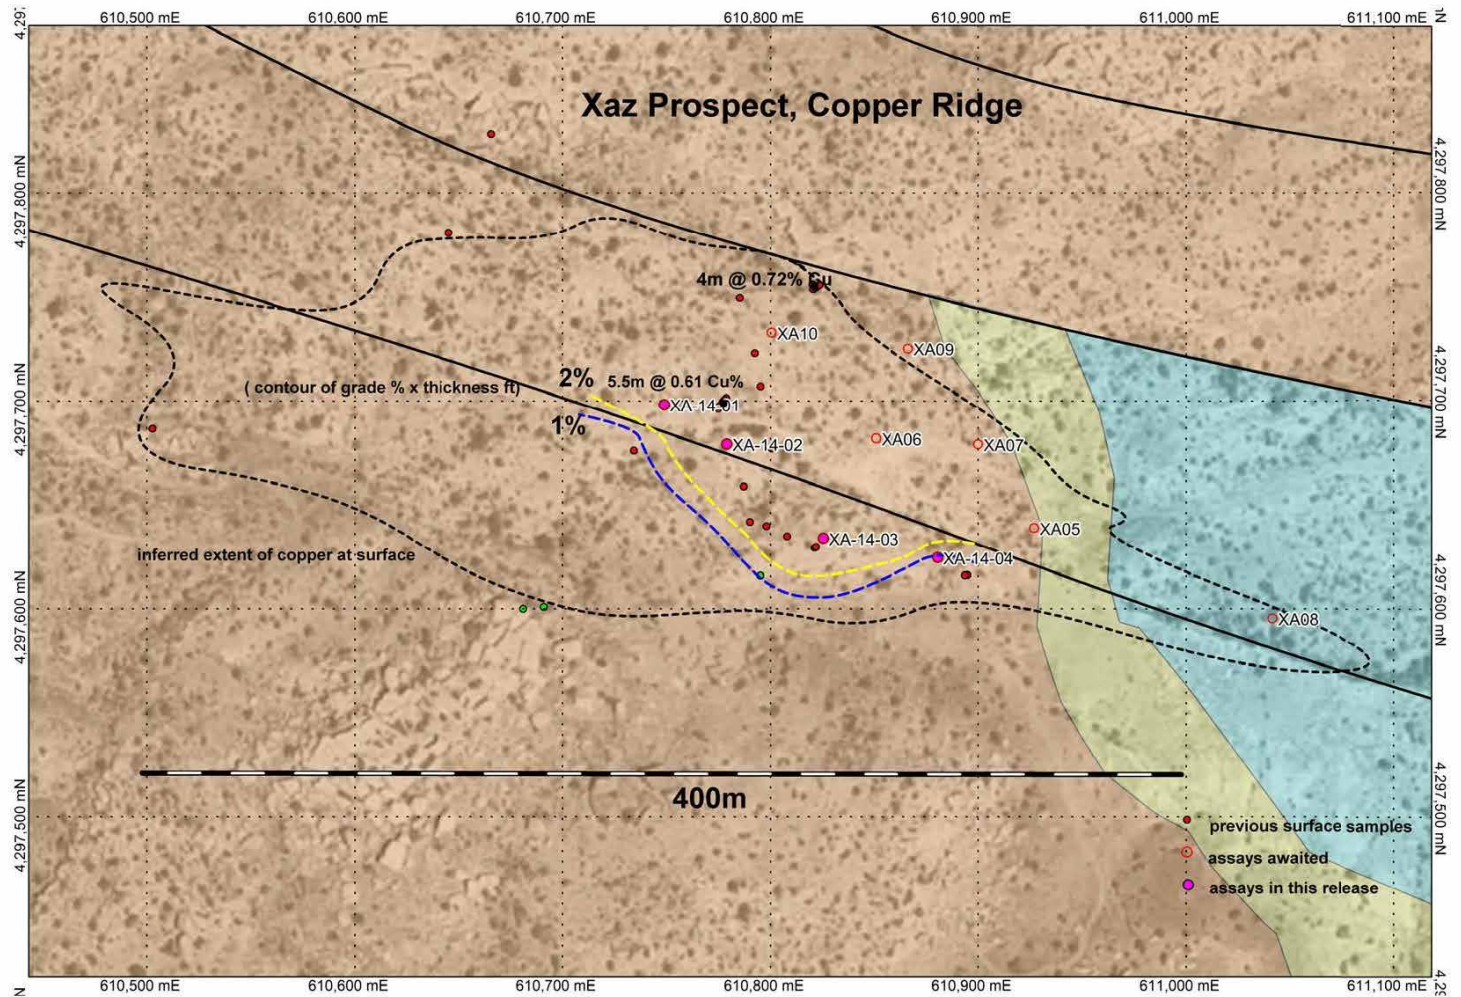 610,500 mE 610,600 mE 610,700 mE 610,800 mE 610,900 mE 611,000 mE 611,100 mE
Xaz Prospect, Copper Ridge
4,297,800 mN
4,297,800 mN
4m @ 0.72% Cu
XA10
XA09
4,297,700 mN
4,297,700 mN
( contour of grade % x thickness ft)
2%
5.5m @ 0.61 Cu%
XA-14-01
1%
XA-14-02
XA06
XA07
XA05
XA-14-03
XA-14-04
inferred extent of copper at surface
4,297,600 mN
4,297,600 mN
XA08
400m
4,297,500 mN
4,297,500 mN
previous surface samples
assays awaited
assays in this release
610,500 mE 610,600 mE 610,700 mE 610,800 mE 610,900 mE 611,000 mE 611,100 mE